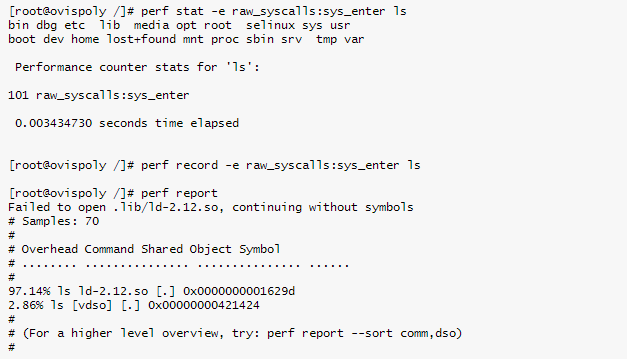 [root@ovispoly /]# perf stat -e raw_syscalls:sys_enter ls
bin dbg etc lib media opt root selinux sys usr
boot dev home lost+found mnt proc sbin srv tmp var
Performance counter stats for 'ls':
101 raw_syscalls:sys_enter
0.003434730 seconds time elapsed
[root@ovispoly /]# perf record -e raw_syscalls:sys_enter ls
[root@ovispoly /]# perf report
Failed to open .lib/ld-2.12.so, continuing without symbols
# Samples: 70
#
# Overhead Command Shared Object Symbol
# ........ ............... ............... ......
#
97.14% ls ld-2.12.so [.] 0x0000000001629d
2.86% ls [vdso] [.] 0x00000000421424
#
# (For a higher level overview, try: perf report --sort comm,dso)
#